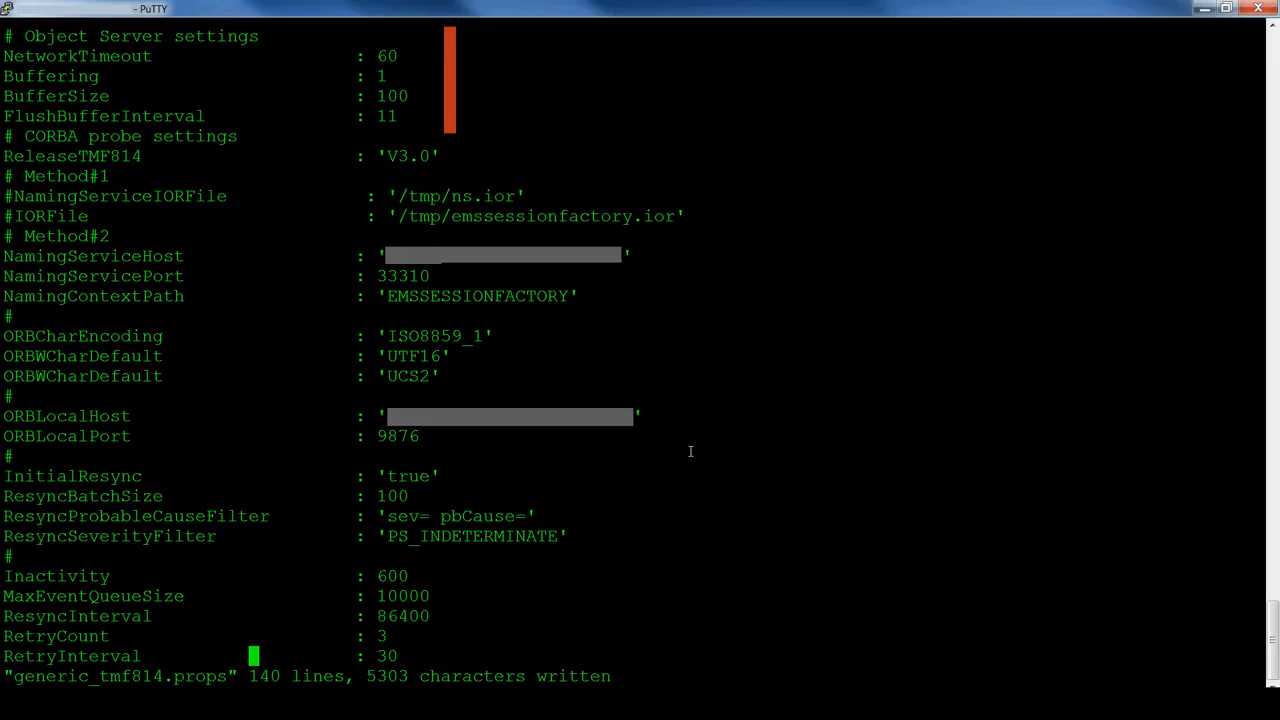 - PuTTY
# Object Server settings
NetworkTimeout : 60
Buffering : 1
BufferSize : 100
FlushBufferInterval : 11
# CORBA probe settings
ReleaseTMF814 : 'V3.0'
# Method#1
#NamingServiceIORFile : '/tmp/ns.ior'
#IORFile : '/tmp/emssessionfactory.ior'
# Method#2
NamingServiceHost : ' '
NamingServicePort : 33310
NamingContextPath : 'EMSSESSIONFACTORY'
#
ORBCharEncoding : 'ISO8859_1'
ORBWCharDefault : 'UTF16'
ORBWCharDefault : 'UCS2'
#
ORBLocalHost : ' '
ORBLocalPort : 9876
#
InitialResync : 'true'
ResyncBatchSize : 100
ResyncProbableCauseFilter : 'sev= pbCause='
ResyncSeverityFilter : 'PS_INDETERMINATE'
#
Inactivity : 600
MaxEventQueueSize : 10000
ResyncInterval : 86400
RetryCount : 3
RetryInterval : 30
"generic_tmf814.props" 140 lines, 5303 characters written